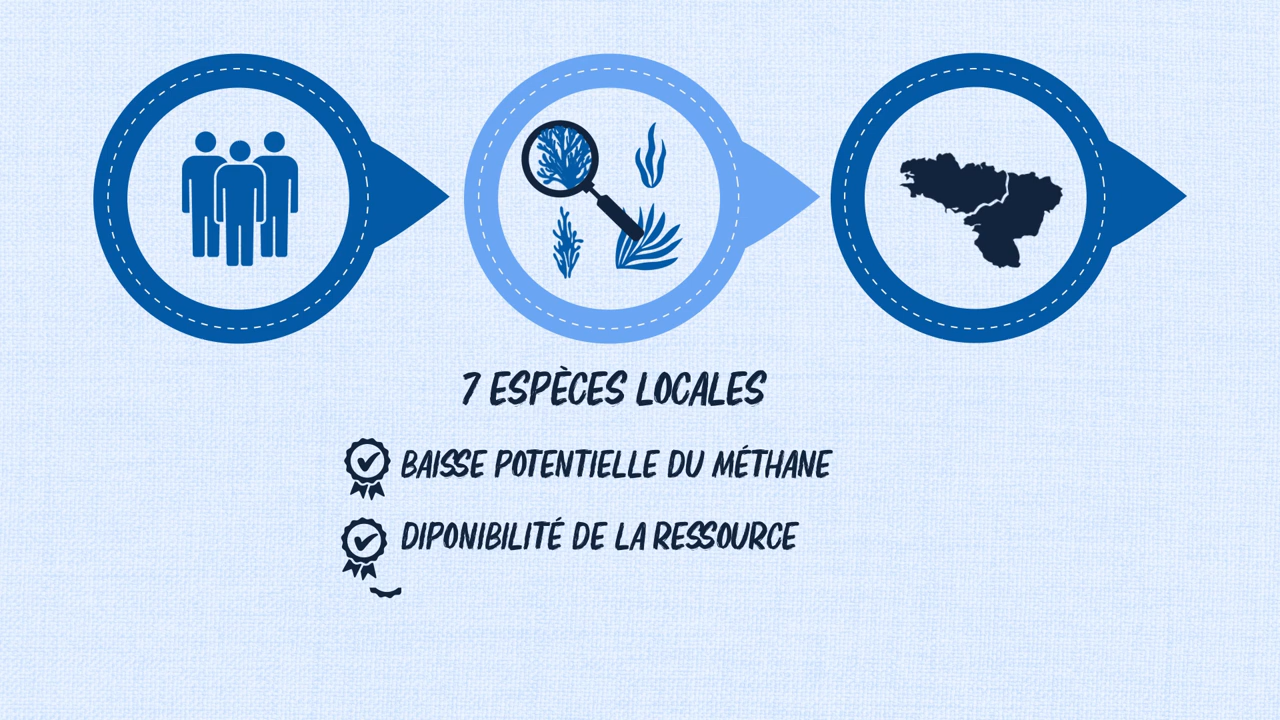 7 ESPÈCES LOCALES
BAISSE POTENTIELLE DU MÉTHANE
DIPONIBILITÉ DE LA RESSOURCE